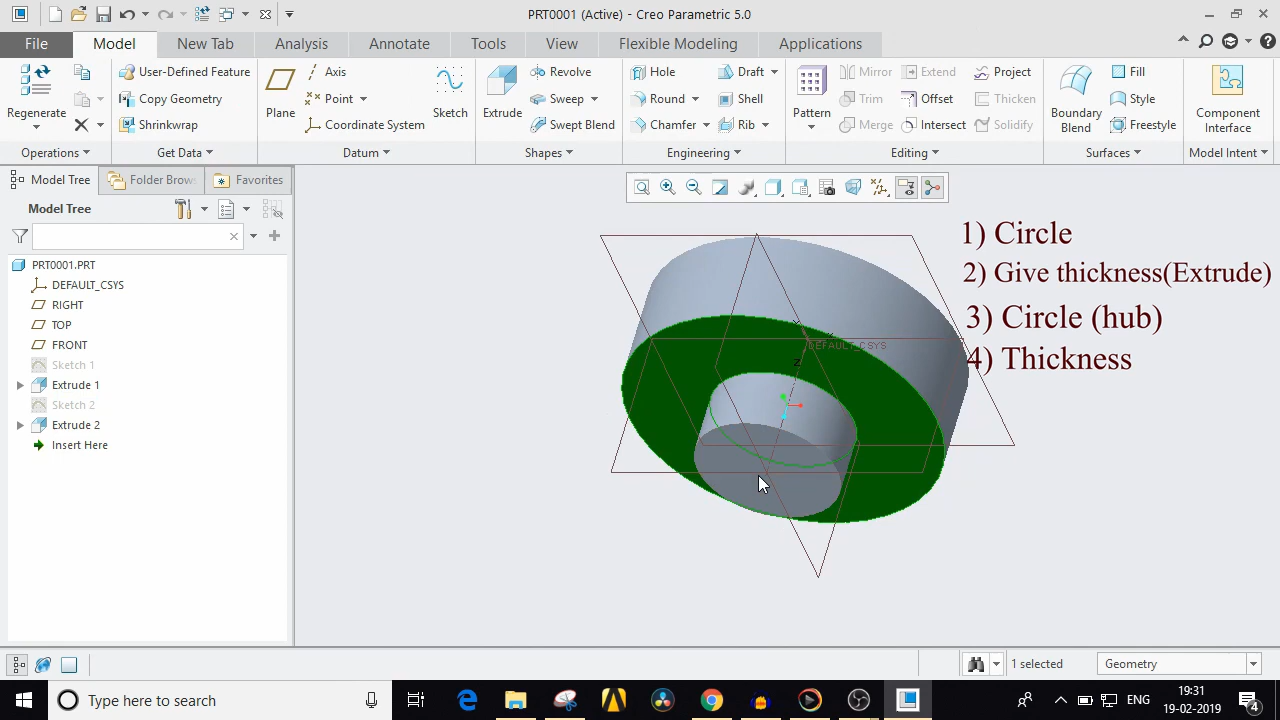 PRT0001 (Active) - Creo Parametric 5.0
File Model New Tab Analysis Annotate Tools View Flexible Modeling Applications
Regenerate
User-Defined Feature
Copy Geometry
Shrinkwrap
Operations
Get Data
Plane
Axis
Point
Coordinate System
Sketch
Datum
Extrude
Revolve
Sweep
Swept Blend
Shapes
Hole
Round
Chamfer
Draft
Shell
Rib
Engineering
Pattern
Mirror
Trim
Merge
Extend
Offset
Intersect
Project
Thicken
Solidify
Editing
Boundary
Blend
Fill
Style
Freestyle
Surfaces
Component
Interface
Model Intent
Model Tree
Folder Brow
Favorites
Model Tree
PRT0001.PRT
DEFAULT_CSYS
RIGHT
TOP
FRONT
Sketch 1
Extrude 1
Sketch 2
Extrude 2
Insert Here
DEFAULT_CSYS
Z
1) Circle
2) Give thickness(Extrude)
3) Circle (hub)
4) Thickness
1 selected
Geometry
Type here to search
ENG
19:31
19-02-2019
4